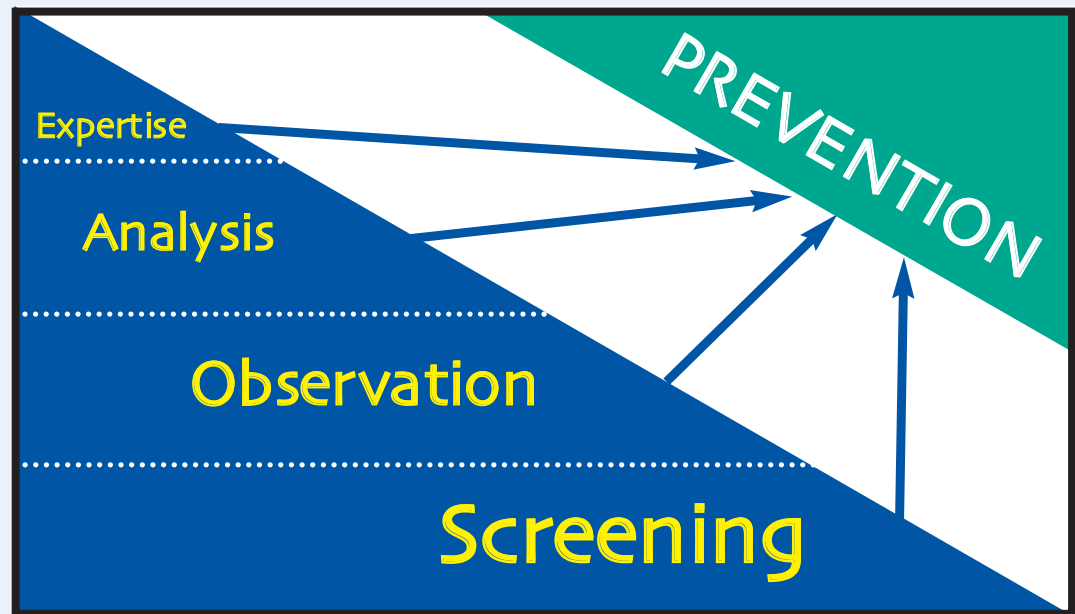 PREVENTION
Expertise
Analysis
Observation
Screening